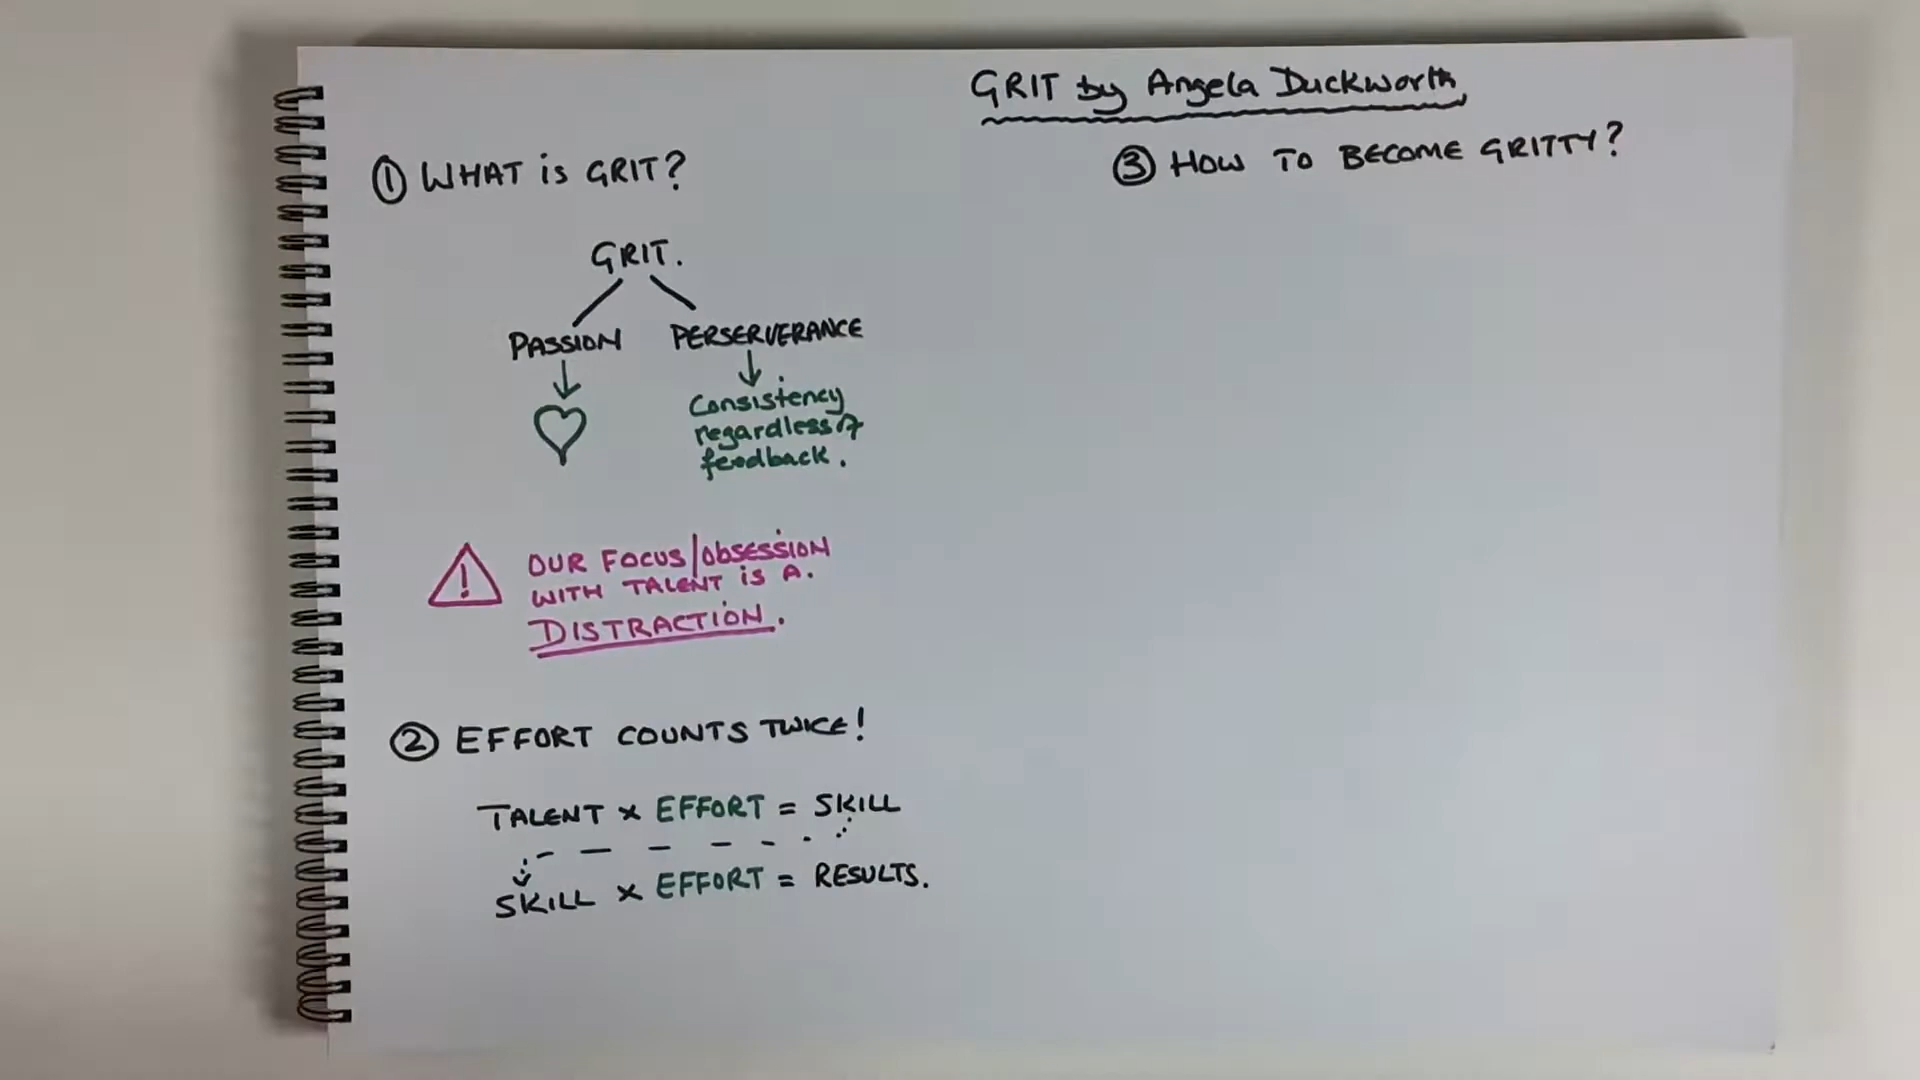 GRIT by Angela Duckworth
① WHAT is GRIT?
GRIT.
PASSION PERSERVERANCE
Consistency
regardless of
feedback.
! OUR FOCUS/OBSESSION
WITH TALENT is A.
DISTRACTION.
② EFFORT COUNTS TWICE!
TALENT × EFFORT = SKILL
SKILL × EFFORT = RESULTS.
③ HOW TO BECOME GRITTY?